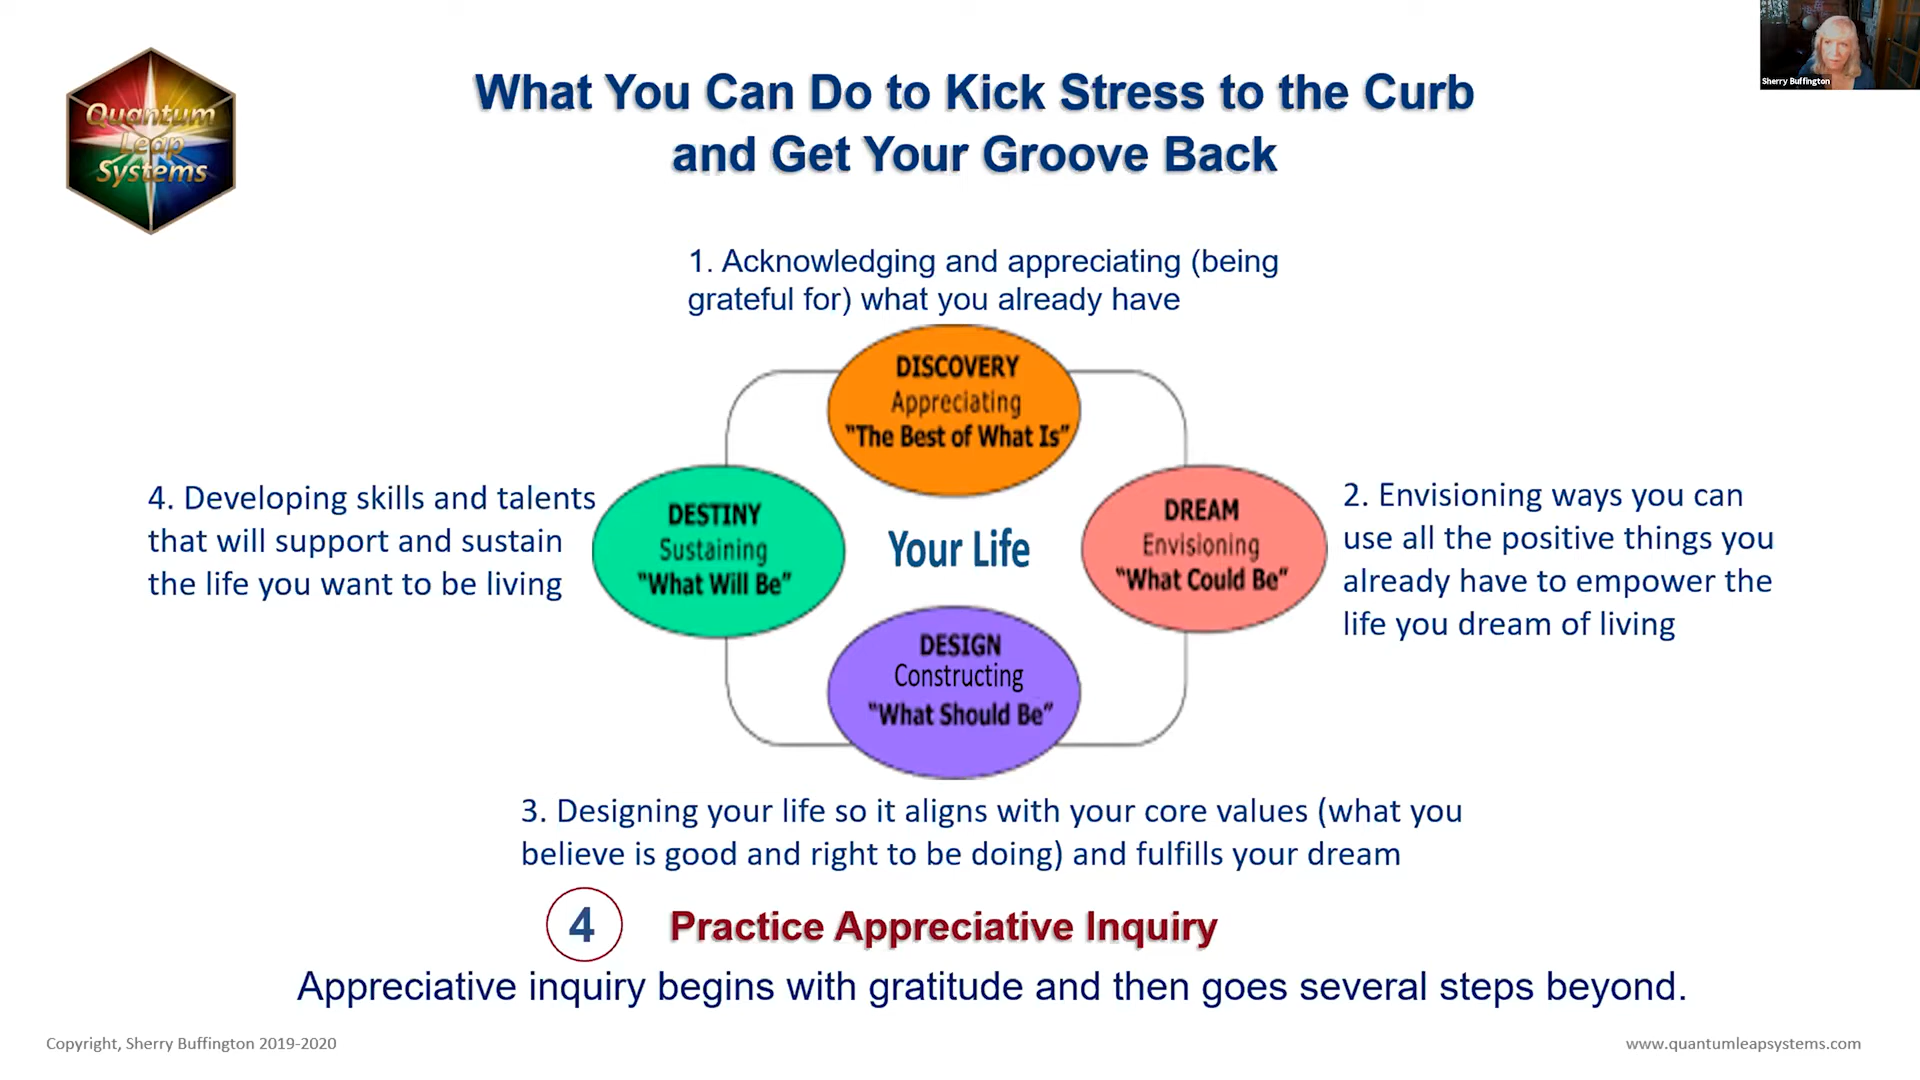 Quantum
Leap
Systems
What You Can Do to Kick Stress to the Curb
and Get Your Groove Back
Sherry Buffington
1. Acknowledging and appreciating (being
grateful for) what you already have
DISCOVERY
Appreciating
"The Best of What Is"
4. Developing skills and talents
that will support and sustain
the life you want to be living
DESTINY
Sustaining
"What Will Be"
Your Life
DREAM
Envisioning
"What Could Be"
2. Envisioning ways you can
use all the positive things you
already have to empower the
life you dream of living
DESIGN
Constructing
"What Should Be"
3. Designing your life so it aligns with your core values (what you
believe is good and right to be doing) and fulfills your dream
4 Practice Appreciative Inquiry
Appreciative inquiry begins with gratitude and then goes several steps beyond.
Copyright, Sherry Buffington 2019-2020
www.quantumleapsystems.com